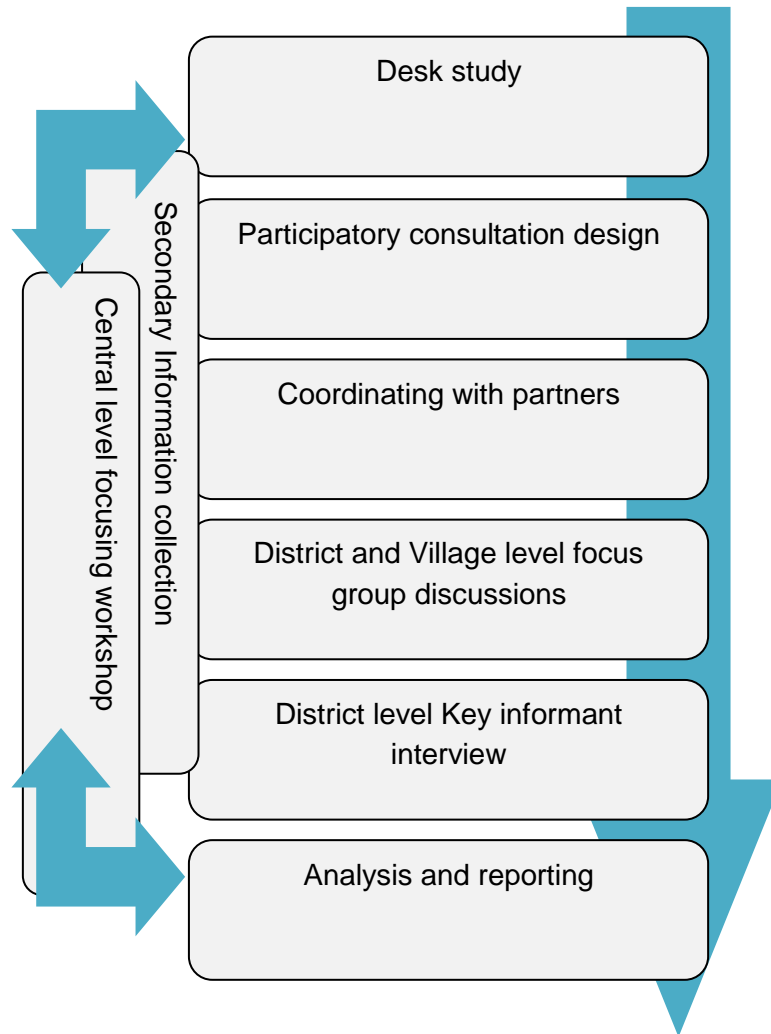 Desk study
Participatory consultation design
Coordinating with partners
District and Village level focus
group discussions
District level Key informant
interview
Analysis and reporting
Secondary Information collection
Central level focusing workshop